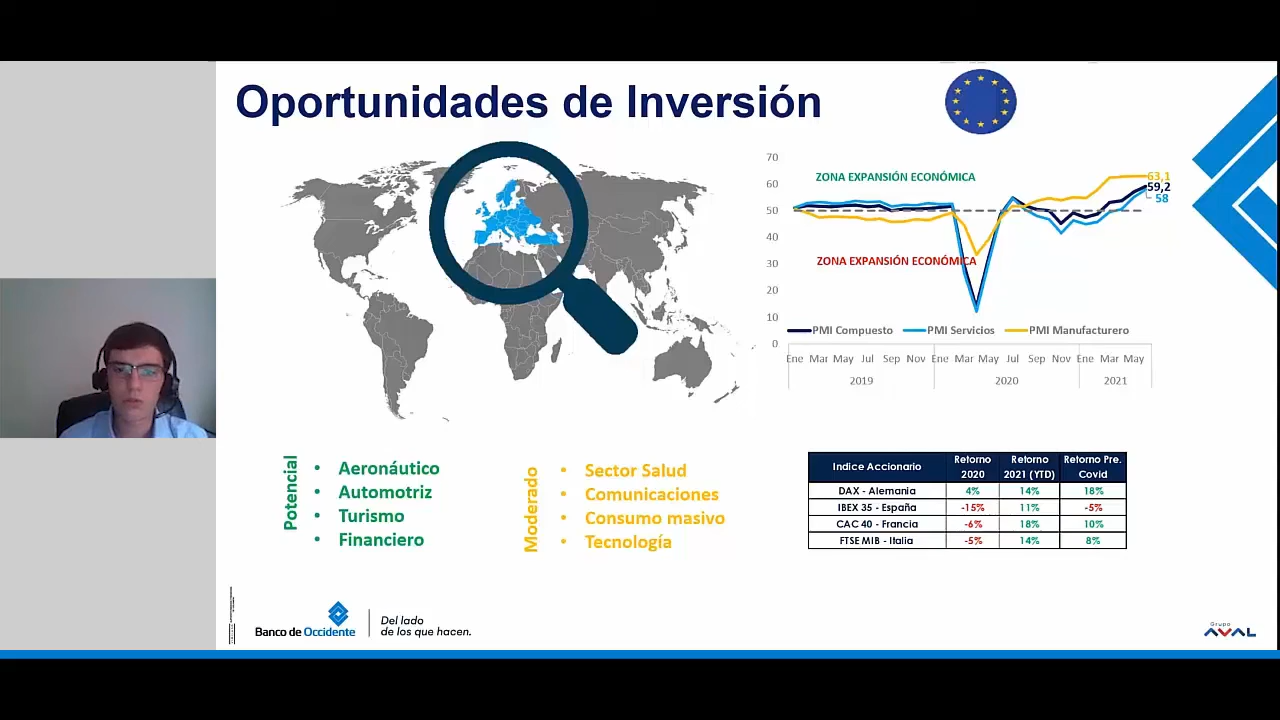 Oportunidades de Inversión
70
60
50
40
30
20
10
0
ZONA EXPANSIÓN ECONÓMICA
ZONA EXPANSIÓN ECONÓMICA
63,1
59,2
58
PMI Compuesto PMI Servicios PMI Manufacturero
Ene Mar May Jul Sep Nov Ene Mar May Jul Sep Nov Ene Mar May
2019 2020 2021
Potencial
• Aeronáutico
• Automotriz
• Turismo
• Financiero
Moderado
• Sector Salud
• Comunicaciones
• Consumo masivo
• Tecnología
Indice Accionario Retorno 2020 Retorno 2021 (YTD) Retorno Pre. Covid
DAX - Alemania 4% 14% 18%
IBEX 35 - España -15% 11% -5%
CAC 40 - Francia -6% 18% 10%
FTSE MIB - Italia -5% 14% 8%
Banco de Occidente
Del lado
de los que hacen.
Grupo
AVAL